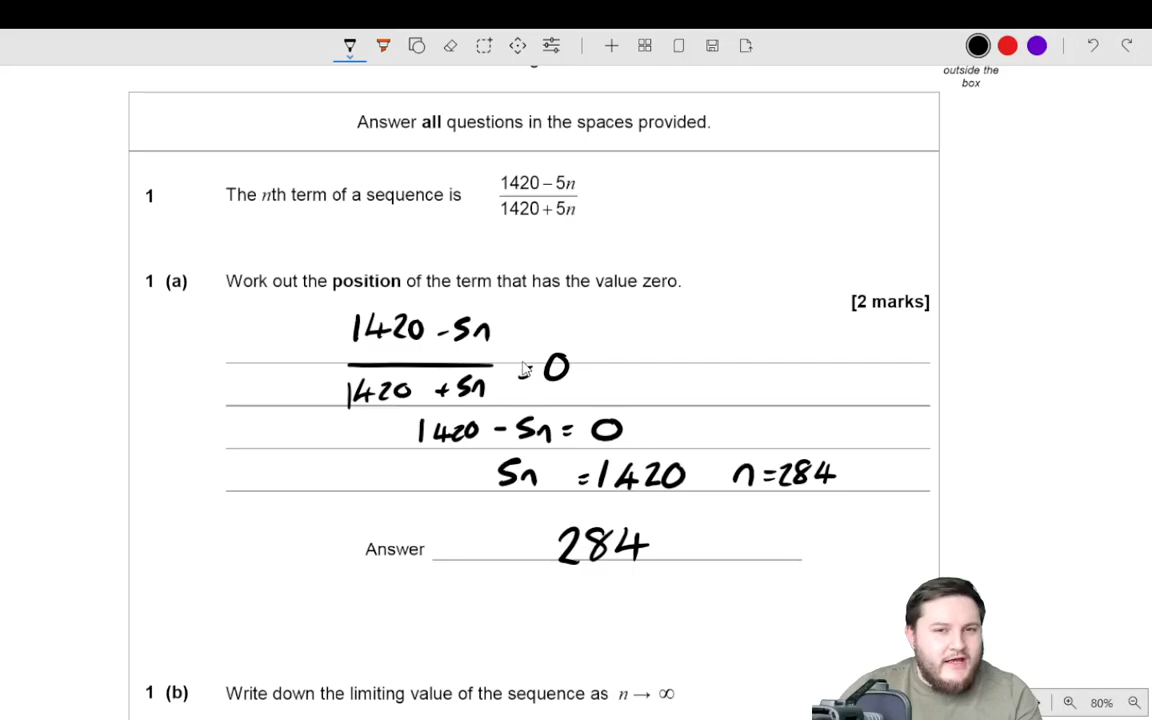 outside the
box
Answer all questions in the spaces provided.
1 The nth term of a sequence is 1420 – 5n
1420 + 5n
1 (a) Work out the position of the term that has the value zero.
[2 marks]
1420 - 5n
1420 + 5n = 0
1420 - 5n = 0
5n = 1420 n = 284
Answer 284
1 (b) Write down the limiting value of the sequence as n → ∞
80%